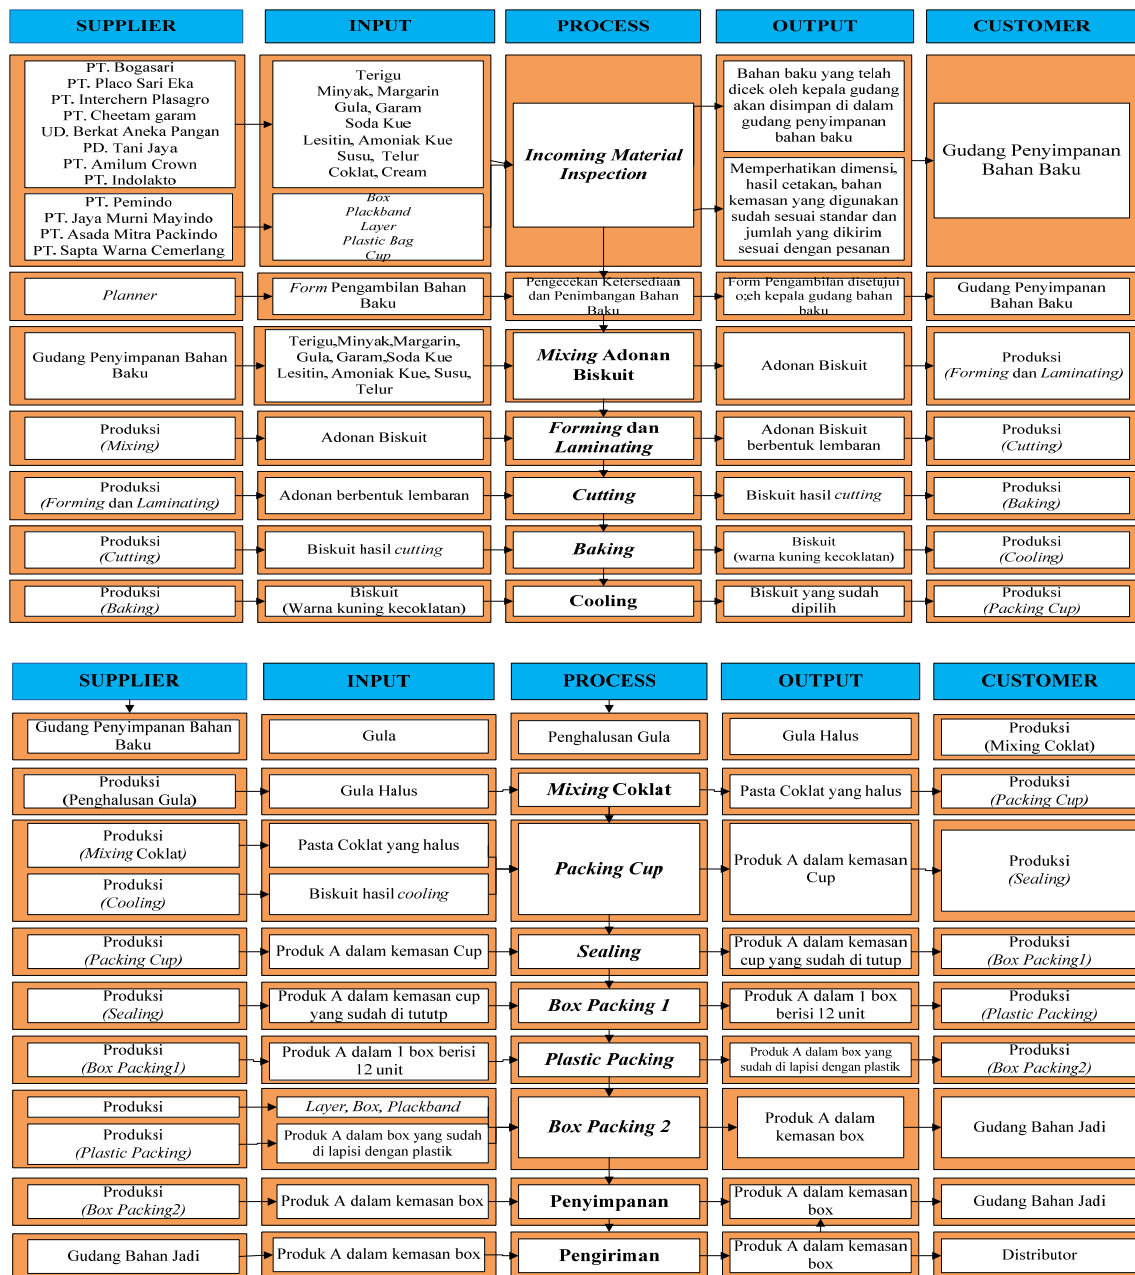 SUPPLIER
INPUT
PROCESS
OUTPUT
CUSTOMER
PT. Bogasari
PT. Placo Sari Eka
PT. Interchern Plasagro
PT. Cheetam garam
UD. Berkat Aneka Pangan
PD. Tani Jaya
PT. Amilum Crown
PT. Indolakto
PT. Pemindo
PT. Jaya Murni Mayindo
PT. Asada Mitra Packindo
PT. Sapta Warna Cemerlang
Terigu
Minyak, Margarin
Gula, Garam
Soda Kue
Lesitin, Amoniak Kue
Susu, Telur
Coklat, Cream
Box
Plackband
Layer
Plastic Bag
Cup
Incoming Material
Inspection
Bahan baku yang telah
dicek oleh kepala gudang
akan disimpan di dalam
gudang penyimpanan
bahan baku
Memperhatikan dimensi,
hasil cetakan, bahan
kemasan yang digunakan
sudah sesuai standar dan
jumlah yang dikirim
sesuai dengan pesanan
Gudang Penyimpanan
Bahan Baku
Planner
Form Pengambilan Bahan
Baku
Pengecekan Ketersediaan
dan Penimbangan Bahan
Baku
Form Pengambilan disetujui
o;eh kepala gudang bahan
baku
Gudang Penyimpanan
Bahan Baku
Gudang Penyimpanan Bahan
Baku
Terigu,Minyak,Margarin,
Gula, Garam,Soda Kue
Lesitin, Amoniak Kue, Susu,
Telur
Mixing Adonan
Biskuit
Adonan Biskuit
Produksi
(Forming dan Laminating)
Produksi
(Mixing)
Adonan Biskuit
Forming dan
Laminating
Adonan Biskuit
berbentuk lembaran
Produksi
(Cutting)
Produksi
(Forming dan Laminating)
Adonan berbentuk lembaran
Cutting
Biskuit hasil cutting
Produksi
(Baking)
Produksi
(Cutting)
Biskuit hasil cutting
Baking
Biskuit
(warna kuning kecoklatan)
Produksi
(Cooling)
Produksi
(Baking)
Biskuit
(Warna kuning kecoklatan)
Cooling
Biskuit yang sudah
dipilih
Produksi
(Packing Cup)
SUPPLIER
INPUT
PROCESS
OUTPUT
CUSTOMER
Gudang Penyimpanan Bahan
Baku
Gula
Penghalusan Gula
Gula Halus
Produksi
(Mixing Coklat)
Produksi
(Penghalusan Gula)
Gula Halus
Mixing Coklat
Pasta Coklat yang halus
Produksi
(Packing Cup)
Produksi
(Mixing Coklat)
Produksi
(Cooling)
Pasta Coklat yang halus
Biskuit hasil cooling
Packing Cup
Produk A dalam kemasan
Cup
Produksi
(Sealing)
Produksi
(Packing Cup)
Produk A dalam kemasan Cup
Sealing
Produk A dalam kemasan
cup yang sudah di tutup
Produksi
(Box Packing1)
Produksi
(Sealing)
Produk A dalam kemasan cup
yang sudah di tututp
Box Packing 1
Produk A dalam 1 box
berisi 12 unit
Produksi
(Plastic Packing)
Produksi
(Box Packing1)
Produk A dalam 1 box berisi
12 unit
Plastic Packing
Produk A dalam box yang
sudah di lapisi dengan plastik
Produksi
(Box Packing2)
Produksi
Produksi
(Plastic Packing)
Layer, Box, Plackband
Produk A dalam box yang sudah
di lapisi dengan plastik
Box Packing 2
Produk A dalam
kemasan box
Gudang Bahan Jadi
Produksi
(Box Packing2)
Produk A dalam kemasan box
Penyimpanan
Produk A dalam kemasan
box
Gudang Bahan Jadi
Gudang Bahan Jadi
Produk A dalam kemasan box
Pengiriman
Produk A dalam kemasan
box
Distributor